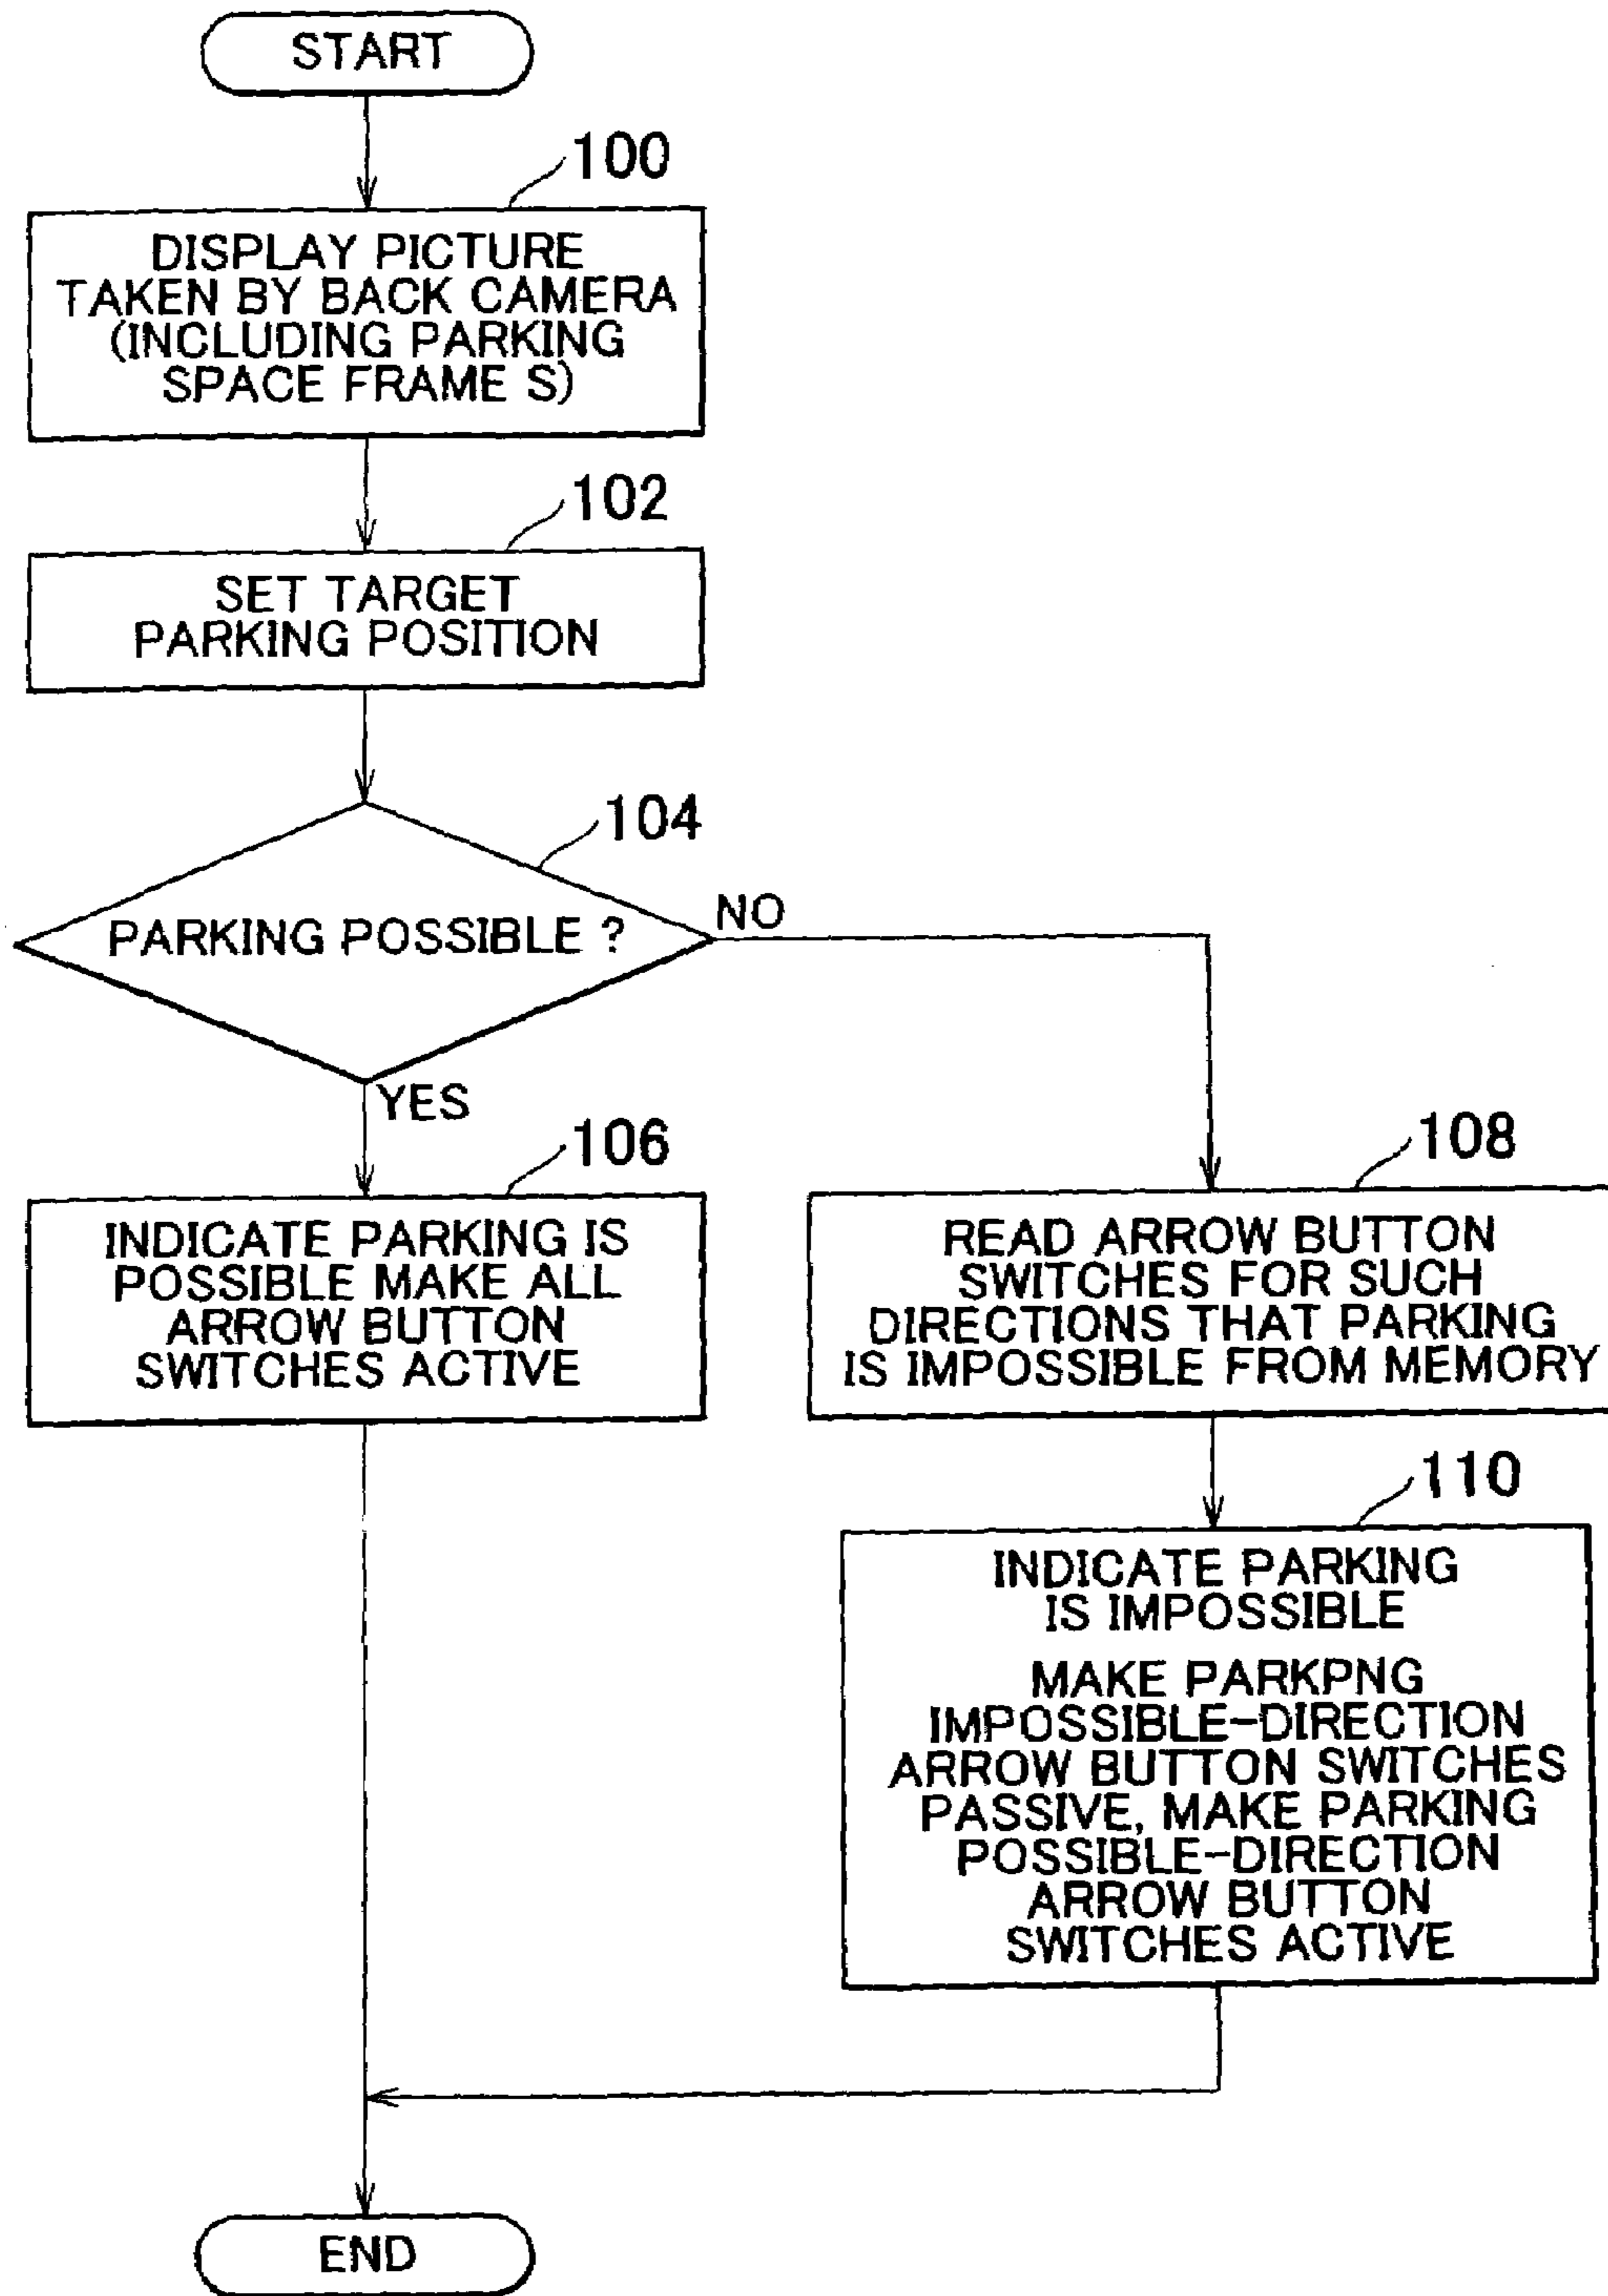 START
100
DISPLAY PICTURE
TAKEN BY BACK CAMERA
(INCLUDING PARKING
SPACE FRAME S)
102
SET TARGET
PARKING POSITION
104
PARKING POSSIBLE ?
NO
YES
106
INDICATE PARKING IS
POSSIBLE MAKE ALL
ARROW BUTTON
SWITCHES ACTIVE
108
READ ARROW BUTTON
SWITCHES FOR SUCH
DIRECTIONS THAT PARKING
IS IMPOSSIBLE FROM MEMORY
110
INDICATE PARKING
IS IMPOSSIBLE
MAKE PARKPNG
IMPOSSIBLE-DIRECTION
ARROW BUTTON SWITCHES
PASSIVE, MAKE PARKING
POSSIBLE-DIRECTION
ARROW BUTTON
SWITCHES ACTIVE
END